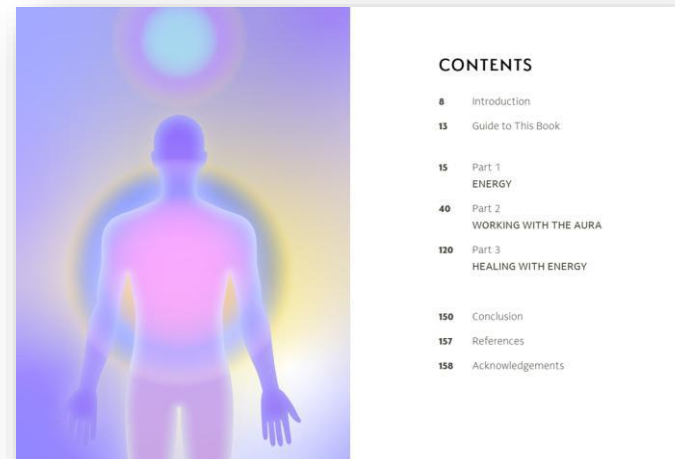 CONTENTS
8 Introduction
13 Guide to This Book
15 Part 1
ENERGY
40 Part 2
WORKING WITH THE AURA
120 Part 3
HEALING WITH ENERGY
150 Conclusion
157 References
158 Acknowledgements